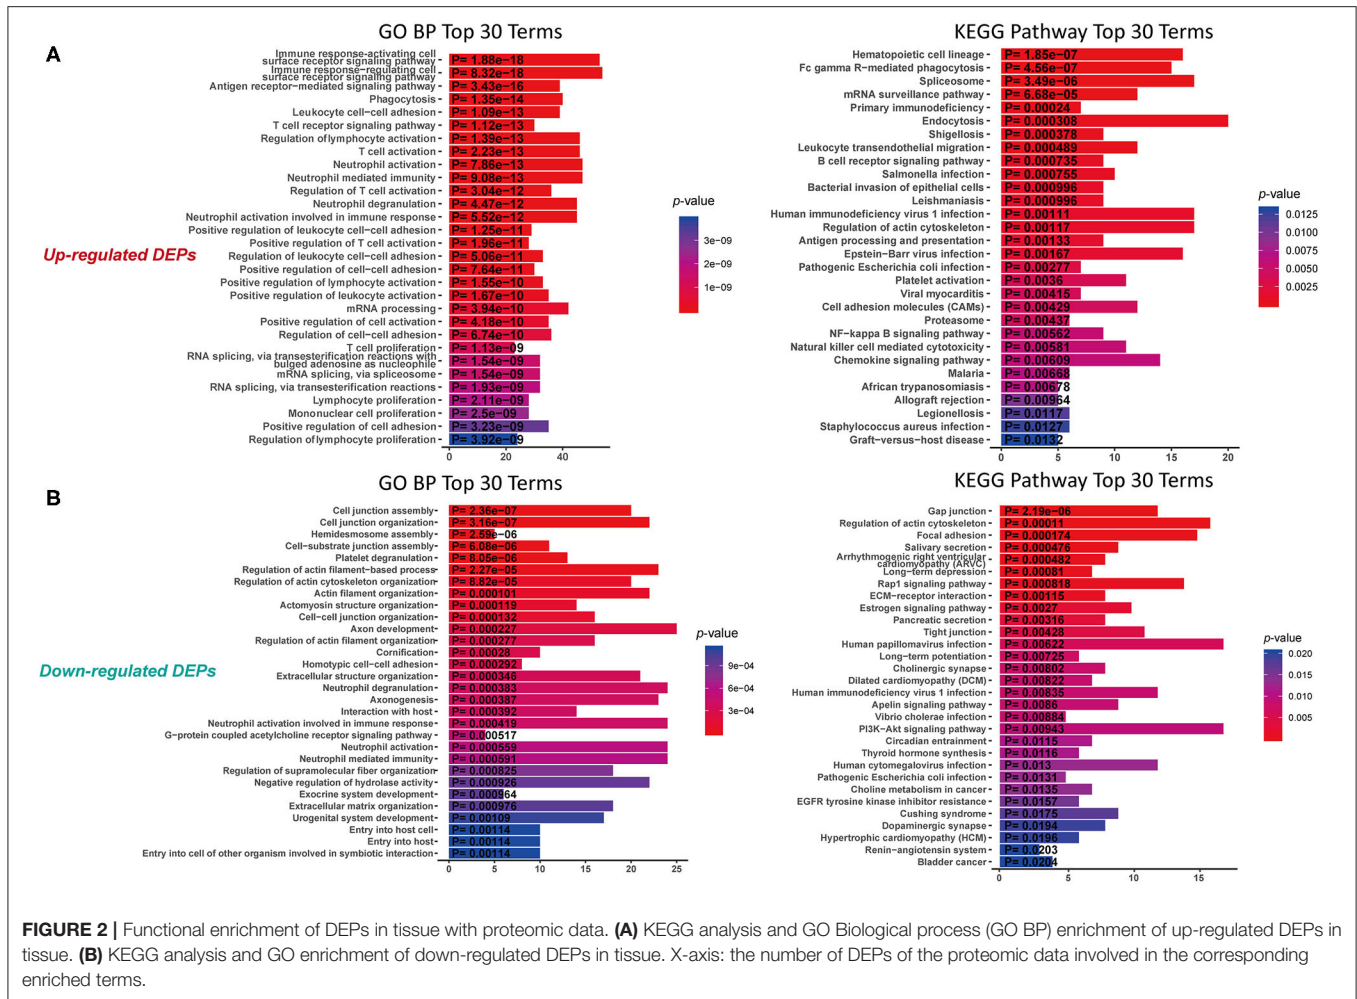 A
GO BP Top 30 Terms
Immune response-activating cell
surface receptor signaling pathway
P= 1.88e-18
Immune response-regulating cell
surface receptor signaling pathway
P= 8.32e-18
Antigen receptor-mediated signaling pathway
P= 3.43e-16
Phagocytosis
P= 1.35e-14
Leukocyte cell-cell adhesion
P= 1.09e-13
T cell receptor signaling pathway
P= 1.12e-13
Regulation oflymphocyte activation
P= 1.39e-13
T cell activation
P= 2.23e-13
Neutrophil activation
P= 7.86e-13
Neutrophil mediated immunity
P= 9.08e-13
Regulation of T cell activation
P= 3.04e-12
Neutrophil degranulation
P= 4.47e-12
Neutrophil activation involved in immune response
P= 5.52e-12
Positive regulation of leukocyte cell-cell adhesion
P= 1.25e-11
Positive regulation of T cell activation
P= 1.96e-11
Regulation of leukocyte cell-cell adhesion
P= 5.06e-11
Positive regulation of cell-cell adhesion
P= 7.64e-11
Positive regulation of lymphocyte activation
P= 1.55e-10
Positive regulation of leukocyte activation
P= 1.67e-10
mRNA processing
P= 3.94e-10
Positive regulation of cell activation
P= 4.18e-10
Regulation of cell-cell adhesion
P= 6.74e-10
T cell proliferation
P= 1.13e-09
RNA splicing, via transesterification reactions with
bulged adenosine as nucleophile
P= 1.54e-09
mRNA splicing, via spliceosome
P= 1.54e-09
RNA splicing, via transesterification reactions
P= 1.93e-09
Lymphocyte proliferation
P= 2.11e-09
Mononuclear cell proliferation
P= 2.5e-09
Positive regulation of cell adhesion
P= 3.23e-09
Regulation oflymphocyte proliferation
P= 3.92e-09
0 20 40
p-value
3e-09
2e-09
1e-09
Up-regulated DEPs
KEGG Pathway Top 30 Terms
Hematopoietic cell lineage
P= 1.85e-07
Fc gamma R-mediated phagocytosis
P= 4.56e-07
Spliceosome
P= 3.49e-06
mRNA surveillance pathway
P= 6.68e-05
Primary immunodeficiency
P= 0.00024
Endocytosis
P= 0.000308
Shigellosis
P= 0.000378
Leukocyte transendothelial migration
P= 0.000489
B cell receptor signaling pathway
P= 0.000735
Salmonella infection
P= 0.000755
Bacterial invasion of epithelial cells
P= 0.000996
Leishmaniasis
P= 0.000996
Human immunodeficiency virus 1 infection
P= 0.00111
Regulation of actin cytoskeleton
P= 0.00117
Antigen processing and presentation
P= 0.00133
Epstein-Barr virus infection
P= 0.00167
Pathogenic Escherichia coli infection
P= 0.00277
Platelet activation
P= 0.0036
Viral myocarditis
P= 0.00415
Cell adhesion molecules (CAMs)
P= 0.00429
Proteasome
P= 0.00437
NF-kappa B signaling pathway
P= 0.00562
Natural killer cell mediated cytotoxicity
P= 0.00581
Chemokine signaling pathway
P= 0.00609
Malaria
P= 0.00668
African trypanosomiasis
P= 0.00678
Allograft rejection
P= 0.00964
Legionellosis
P= 0.0117
Staphylococcus aureus infection
P= 0.0127
Graft-versus-host disease
P= 0.0132
0 5 10 15 20
p-value
0.0125
0.0100
0.0075
0.0050
0.0025
B
GO BP Top 30 Terms
Cell junction assembly
P= 2.36e-07
Cell junction organization
P= 3.16e-07
Hemidesmosome assembly
P= 2.59e-06
Cell-substrate junction assembly
P= 6.08e-06
Platelet degranulation
P= 8.05e-06
Regulation of actin filament-based process
P= 2.27e-05
Regulation of actin cytoskeleton organization
P= 8.82e-05
Actin filament organization
P= 0.000101
Actomyosin structure organization
P= 0.000119
Cell-cell junction organization
P= 0.000132
Axon development
P= 0.000227
Regulation of actin filament organization
P= 0.000277
Cornification
P= 0.00028
Homotypic cell-cell adhesion
P= 0.000292
Extracellular structure organization
P= 0.000346
Neutrophil degranulation
P= 0.000383
Axonogenesis
P= 0.000387
Interaction with host
P= 0.000392
Neutrophil activation involved in immune response
P= 0.000419
G-protein coupled acetylcholine receptor signaling pathway
P= 0.000517
Neutrophil activation
P= 0.000559
Neutrophil mediated immunity
P= 0.000591
Regulation of supramolecular fiber organization
P= 0.000825
Negative regulation of hydrolase activity
P= 0.000926
Exocrine system development
P= 0.000964
Extracellular matrix organization
P= 0.000976
Urogenital system development
P= 0.00109
Entry into host cell
P= 0.00114
Entry into host
P= 0.00114
Entry into cell of other organism involved in symbiotic interaction
P= 0.00114
0 5 10 15 20 25
p-value
9e-04
6e-04
3e-04
Down-regulated DEPs
KEGG Pathway Top 30 Terms
Gap junction
P= 2.19e-06
Regulation of actin cytoskeleton
P= 0.00011
Focal adhesion
P= 0.000174
Salivary secretion
P= 0.000476
Arrhythmogenic right ventricular
cardiomyopathy (ARVC)
P= 0.000482
Long-term depression
P= 0.00081
Rap1 signaling pathway
P= 0.000818
ECM-receptor interaction
P= 0.00115
Estrogen signaling pathway
P= 0.0027
Pancreatic secretion
P= 0.00316
Tight junction
P= 0.00428
Human papillomavirus infection
P= 0.00622
Long-term potentiation
P= 0.00725
Cholinergic synapse
P= 0.00802
Dilated cardiomyopathy (DCM)
P= 0.00822
Human immunodeficiency virus 1 infection
P= 0.00835
Apelin signaling pathway
P= 0.0086
Vibrio cholerae infection
P= 0.00884
PI3K-Akt signaling pathway
P= 0.00943
Circadian entrainment
P= 0.0115
Thyroid hormone synthesis
P= 0.0116
Human cytomegalovirus infection
P= 0.013
Pathogenic Escherichia coli infection
P= 0.0131
Choline metabolism in cancer
P= 0.0135
EGFR tyrosine kinase inhibitor resistance
P= 0.0157
Cushing syndrome
P= 0.0175
Dopaminergic synapse
P= 0.0194
Hypertrophic cardiomyopathy (HCM)
P= 0.0196
Renin-angiotensin system
P= 0.0203
Bladder cancer
P= 0.0204
0 5 10 15
p-value
0.020
0.015
0.010
0.005
FIGURE 2 | Functional enrichment of DEPs in tissue with proteomic data. (A) KEGG analysis and GO Biological process (GO BP) enrichment of up-regulated DEPs in
tissue. (B) KEGG analysis and GO enrichment of down-regulated DEPs in tissue. X-axis: the number of DEPs of the proteomic data involved in the corresponding
enriched terms.